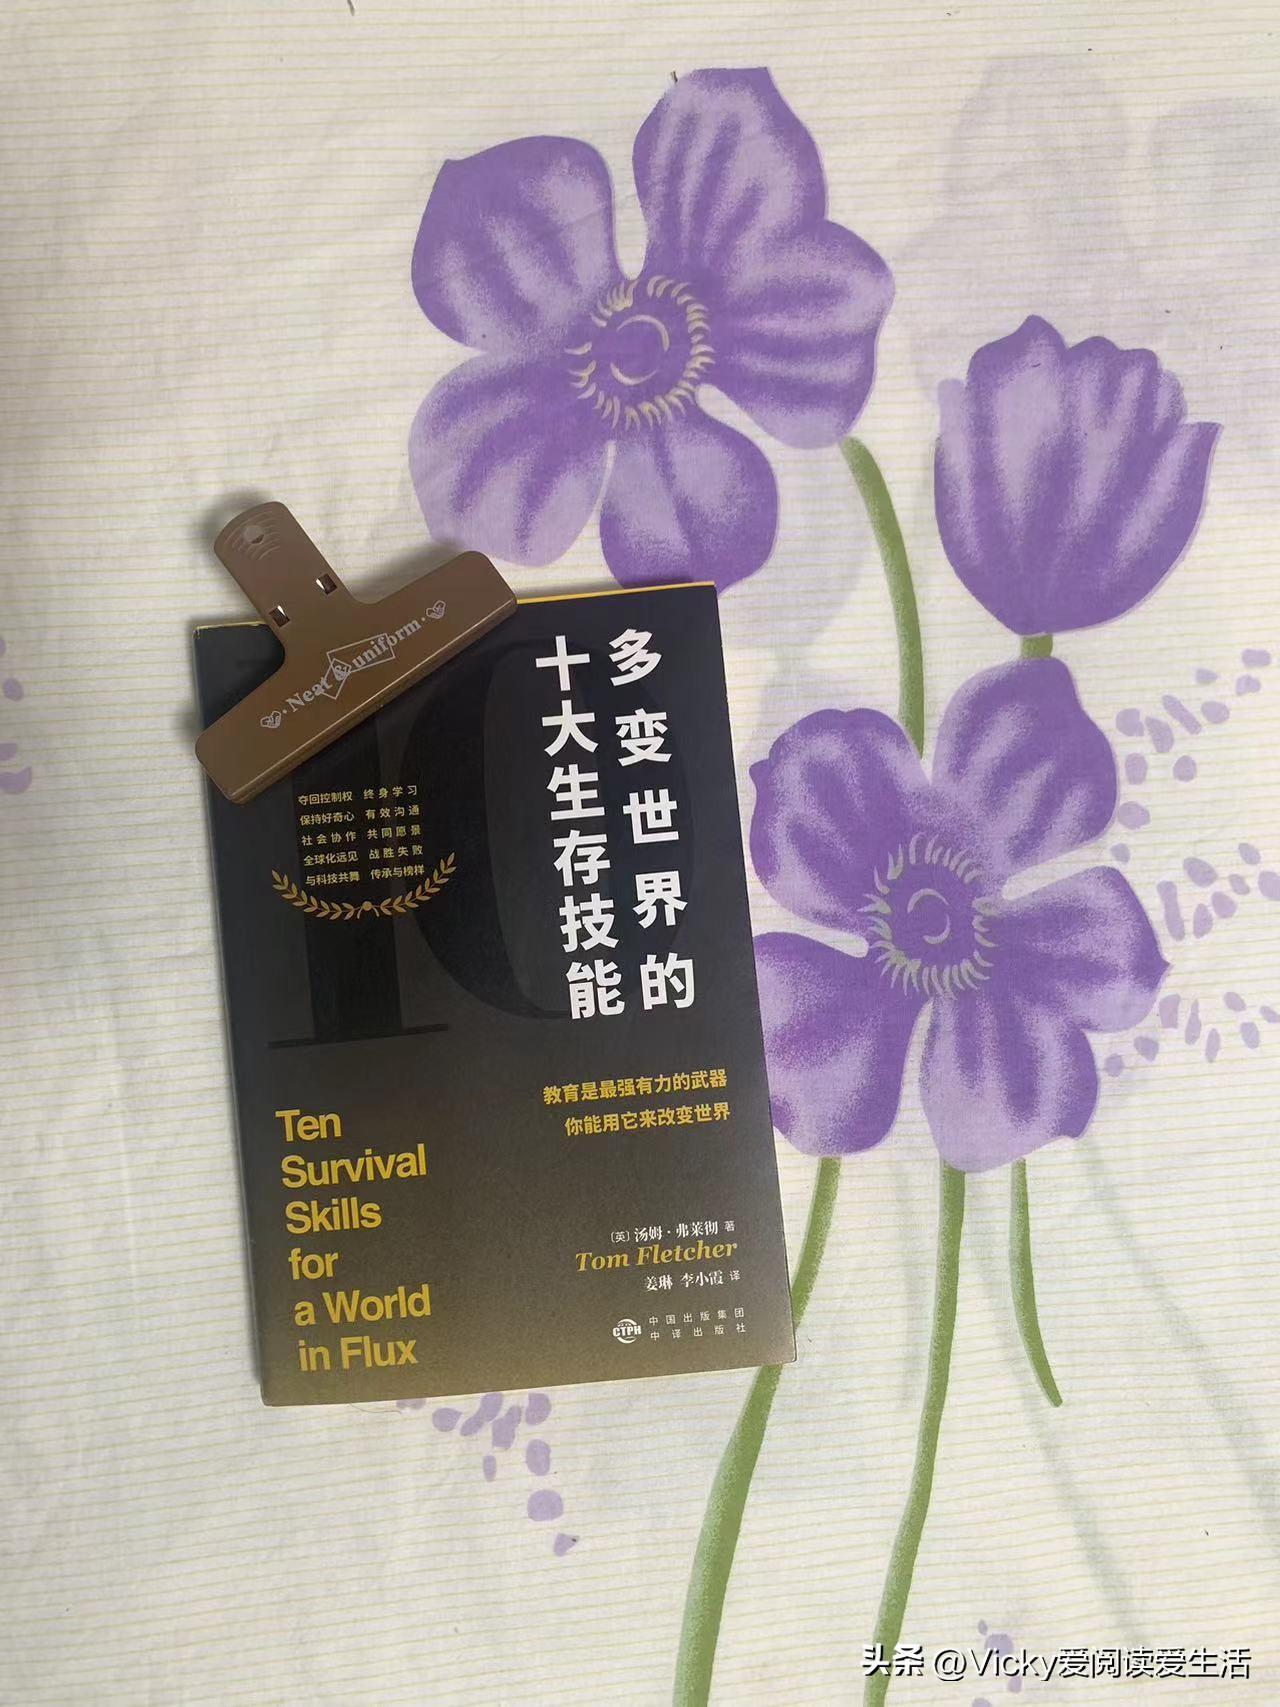 ·Neat & uniform·
多变世界的
十大生存技能
夺回控制权 终身学习
保持好奇心 有效沟通
社会协作 共同愿景
全球化远见 战胜失败
与科技共舞 传承与榜样
10
教育是最强有力的武器
你能用它来改变世界
Ten
Survival
Skills
for
a World
in Flux
〔英〕汤姆·弗莱彻 著
Tom Fletcher
姜琳 李小霞 译
CTPH
中国出版集团
中译出版社
头条 @Vicky爱阅读爱生活